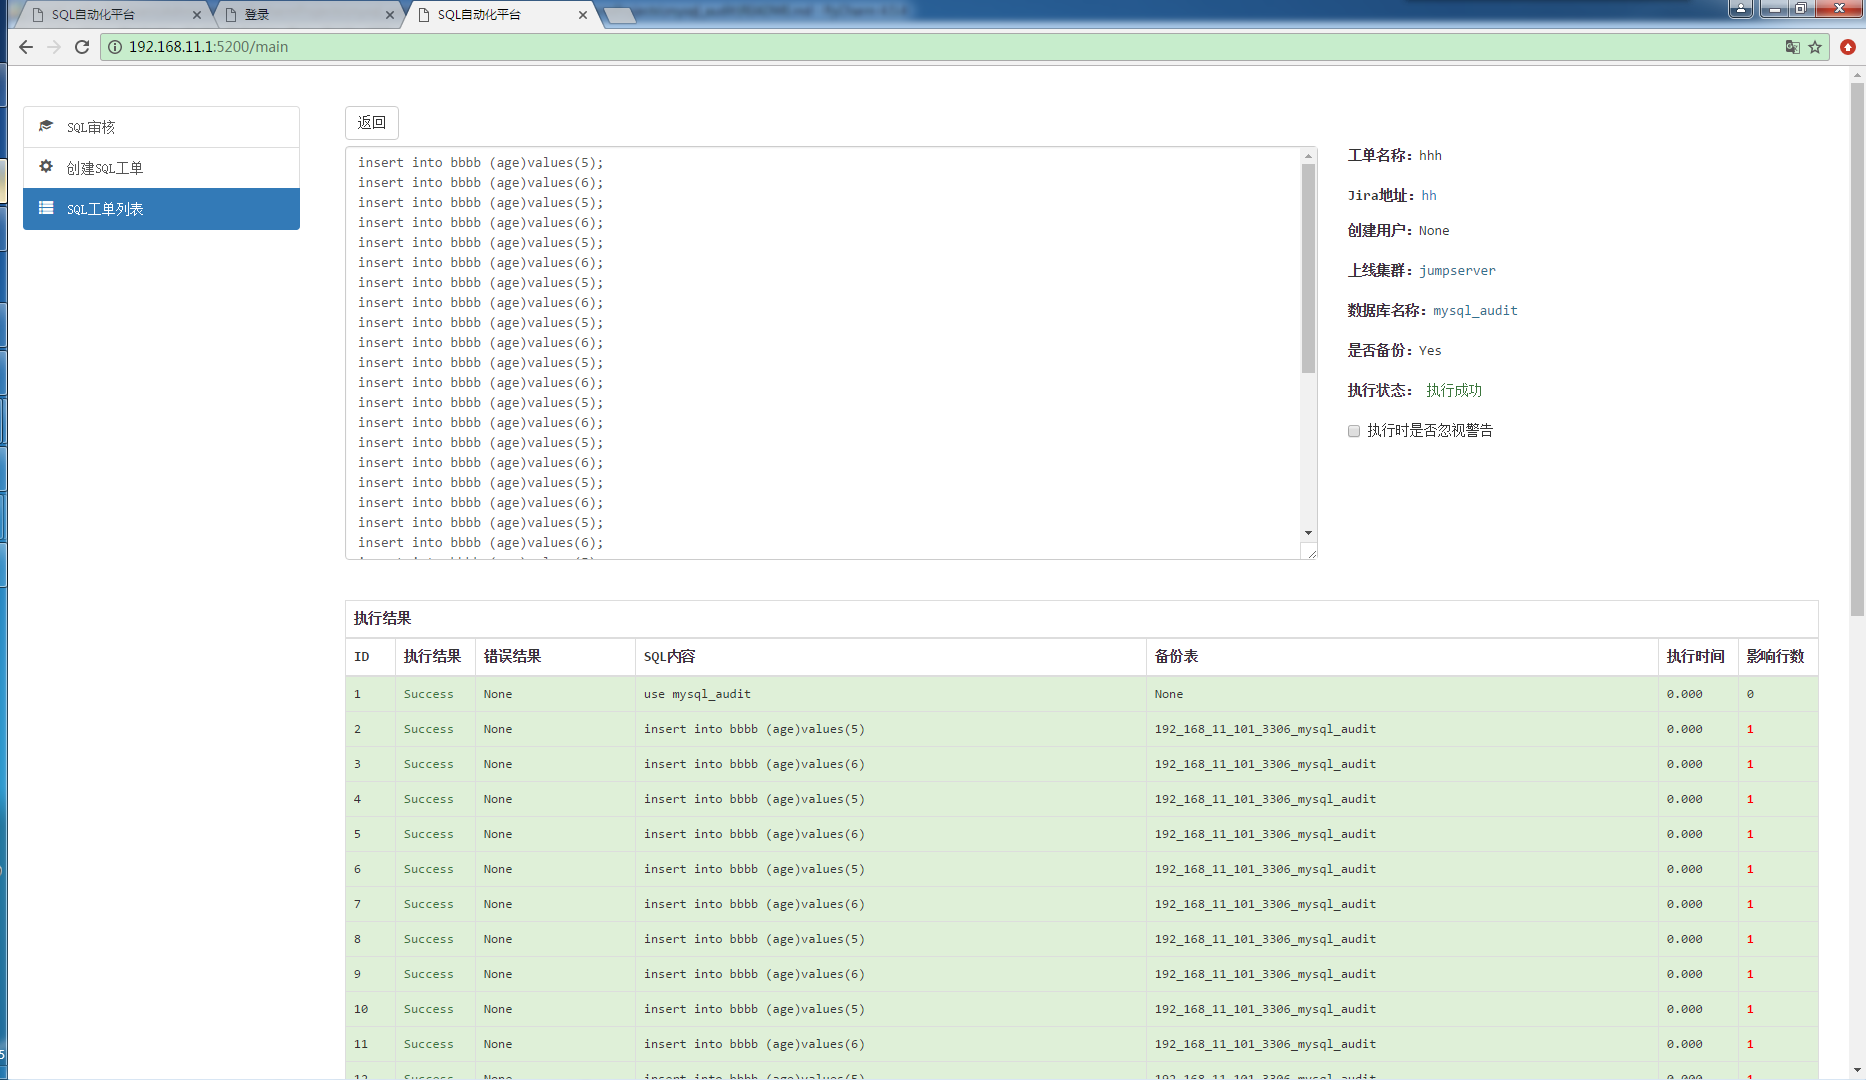 SQL自动化平台
登录
SQL自动化平台
192.168.11.1:5200/main
SQL审核
创建SQL工单
SQL工单列表
返回
insert into bbbb (age)values(5);
insert into bbbb (age)values(6);
insert into bbbb (age)values(5);
insert into bbbb (age)values(6);
insert into bbbb (age)values(5);
insert into bbbb (age)values(6);
insert into bbbb (age)values(5);
insert into bbbb (age)values(6);
insert into bbbb (age)values(5);
insert into bbbb (age)values(6);
insert into bbbb (age)values(5);
insert into bbbb (age)values(6);
insert into bbbb (age)values(5);
insert into bbbb (age)values(6);
insert into bbbb (age)values(5);
insert into bbbb (age)values(6);
insert into bbbb (age)values(5);
insert into bbbb (age)values(6);
insert into bbbb (age)values(5);
insert into bbbb (age)values(6);
工单名称：hhh
Jira地址：hh
创建用户：None
上线集群：jumpserver
数据库名称：mysql_audit
是否备份：Yes
执行状态： 执行成功
执行时是否忽视警告
执行结果
ID 执行结果 错误结果 SQL内容 备份表 执行时间 影响行数
1 Success None use mysql_audit None 0.000 0
2 Success None insert into bbbb (age)values(5) 192_168_11_101_3306_mysql_audit 0.000 1
3 Success None insert into bbbb (age)values(6) 192_168_11_101_3306_mysql_audit 0.000 1
4 Success None insert into bbbb (age)values(5) 192_168_11_101_3306_mysql_audit 0.000 1
5 Success None insert into bbbb (age)values(6) 192_168_11_101_3306_mysql_audit 0.000 1
6 Success None insert into bbbb (age)values(5) 192_168_11_101_3306_mysql_audit 0.000 1
7 Success None insert into bbbb (age)values(6) 192_168_11_101_3306_mysql_audit 0.000 1
8 Success None insert into bbbb (age)values(5) 192_168_11_101_3306_mysql_audit 0.000 1
9 Success None insert into bbbb (age)values(6) 192_168_11_101_3306_mysql_audit 0.000 1
10 Success None insert into bbbb (age)values(5) 192_168_11_101_3306_mysql_audit 0.000 1
11 Success None insert into bbbb (age)values(6) 192_168_11_101_3306_mysql_audit 0.000 1
12 Success None insert into bbbb (age)values(5) 192_168_11_101_3306_mysql_audit 0.000 1